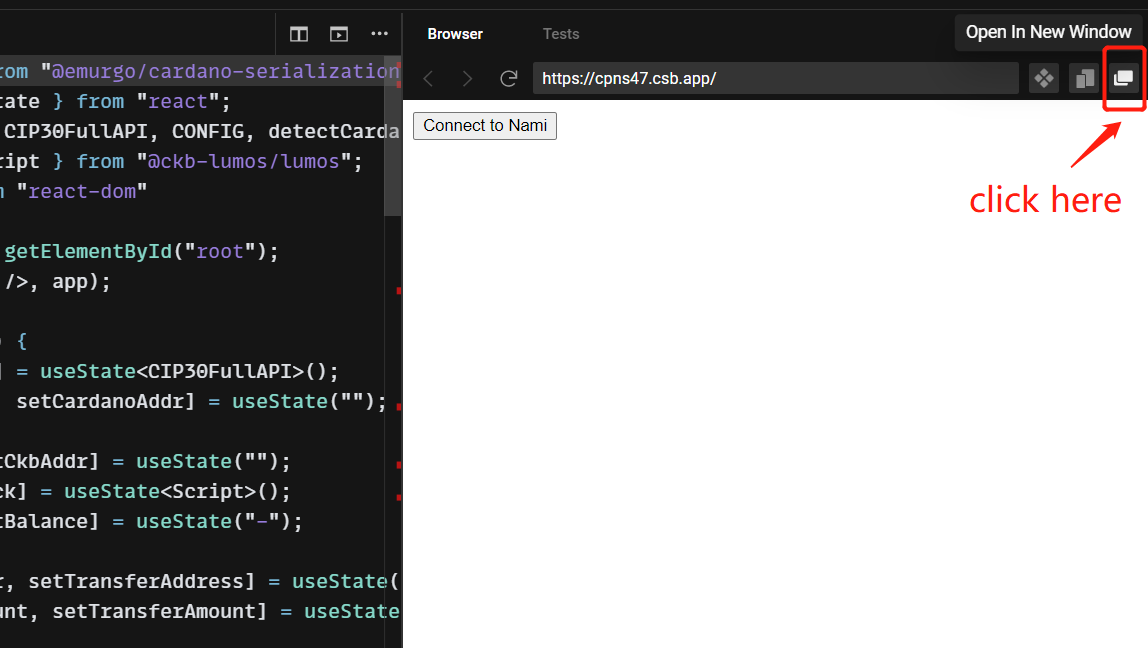 Browser
Tests
Open In New Window
https://cpns47.csb.app/
Connect to Nami
click here
rom "@emurgo/cardano-serialization
tate } from "react";
CIP30FullAPI, CONFIG, detectCarda
ript } from "@ckb-lumos/lumos";
"react-dom"
getElementById("root");
/>, app);
{
] = useState<CIP30FullAPI>();
setCardanoAddr] = useState("");
tCkbAddr] = useState("");
ck] = useState<Script>();
tBalance] = useState("-");
r, setTransferAddress] = useState(
unt, setTransferAmount] = useState